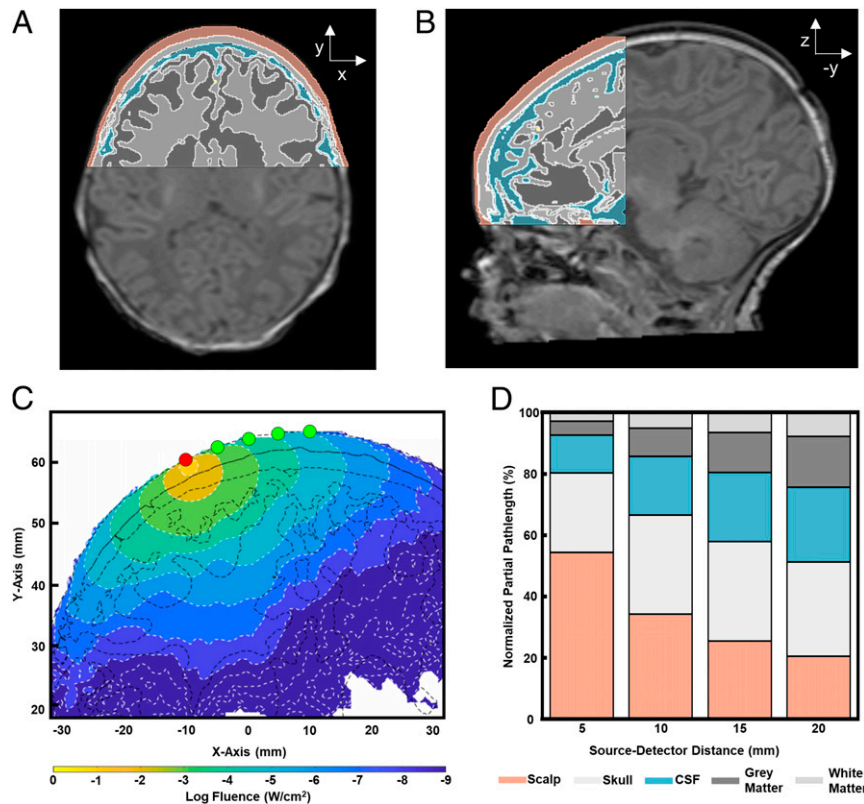 A
y
x
B
z
-y
C
Y-Axis (mm)
60
50
40
30
20
-30
-20
-10
0
10
20
30
X-Axis (mm)
0
-1
-2
-3
-4
-5
-6
-7
-8
-9
Log Fluence (W/cm²)
D
Normalized Partial Pathlength (%)
100
80
60
40
20
0
5
10
15
20
Source-Detector Distance (mm)
Scalp
Skull
CSF
Grey
Matter
White
Matter